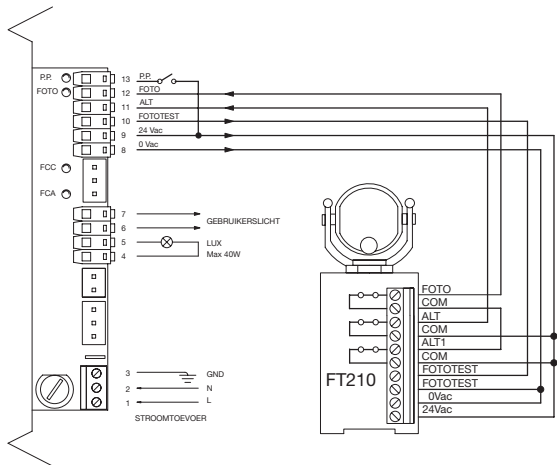 P.P. 13 P.P.
FOTO 12 FOTO
11 ALT
10 FOTOTEST
9 24 Vac
8 0 Vac
FCC
FCA
7
GEBRUIKERSLICHT
6
5 LUX
4 Max 40W
3 GND
2 N
1 L
STROOMTOEVOER
FT210
FOTO
COM
ALT
COM
ALT1
COM
FOTOTEST
FOTOTEST
0Vac
24Vac